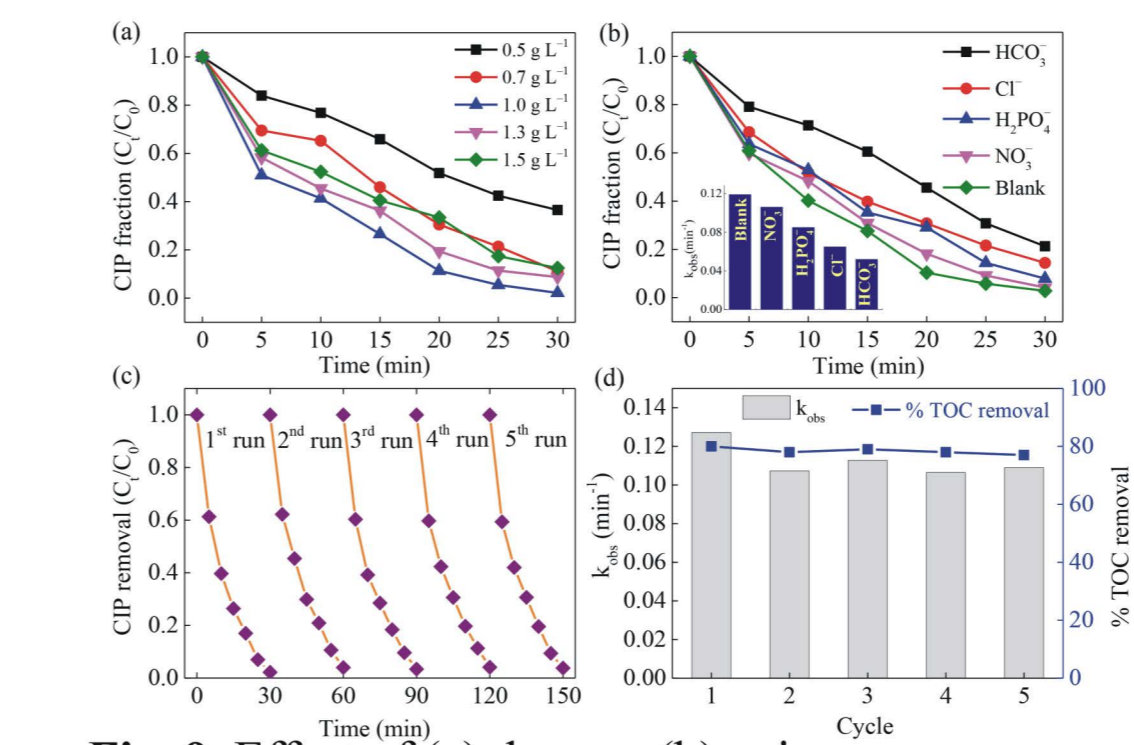 (a)
0.5 g L⁻¹
0.7 g L⁻¹
1.0 g L⁻¹
1.3 g L⁻¹
1.5 g L⁻¹
CIP fraction (Cₜ/C₀)
1.0
0.8
0.6
0.4
0.2
0.0
0 5 10 15 20 25 30
Time (min)
(b)
HCO₃⁻
Cl⁻
H₂PO₄⁻
NO₃⁻
Blank
CIP fraction (Cₜ/C₀)
1.0
0.8
0.6
0.4
0.2
0.0
k_obs(min⁻¹)
0.12
0.08
0.04
0.00
Blank
NO₃⁻
H₂PO₄⁻
Cl⁻
HCO₃⁻
0 5 10 15 20 25 30
Time (min)
(c)
1st run 2nd run 3rd run 4th run 5th run
CIP removal (Cₜ/C₀)
1.0
0.8
0.6
0.4
0.2
0.0
0 30 60 90 120 150
Time (min)
(d)
k_obs
% TOC removal
k_obs (min⁻¹)
0.14
0.12
0.10
0.08
0.06
0.04
0.02
0.00
100
80
60
40
20
0
% TOC removal
1 2 3 4 5
Cycle